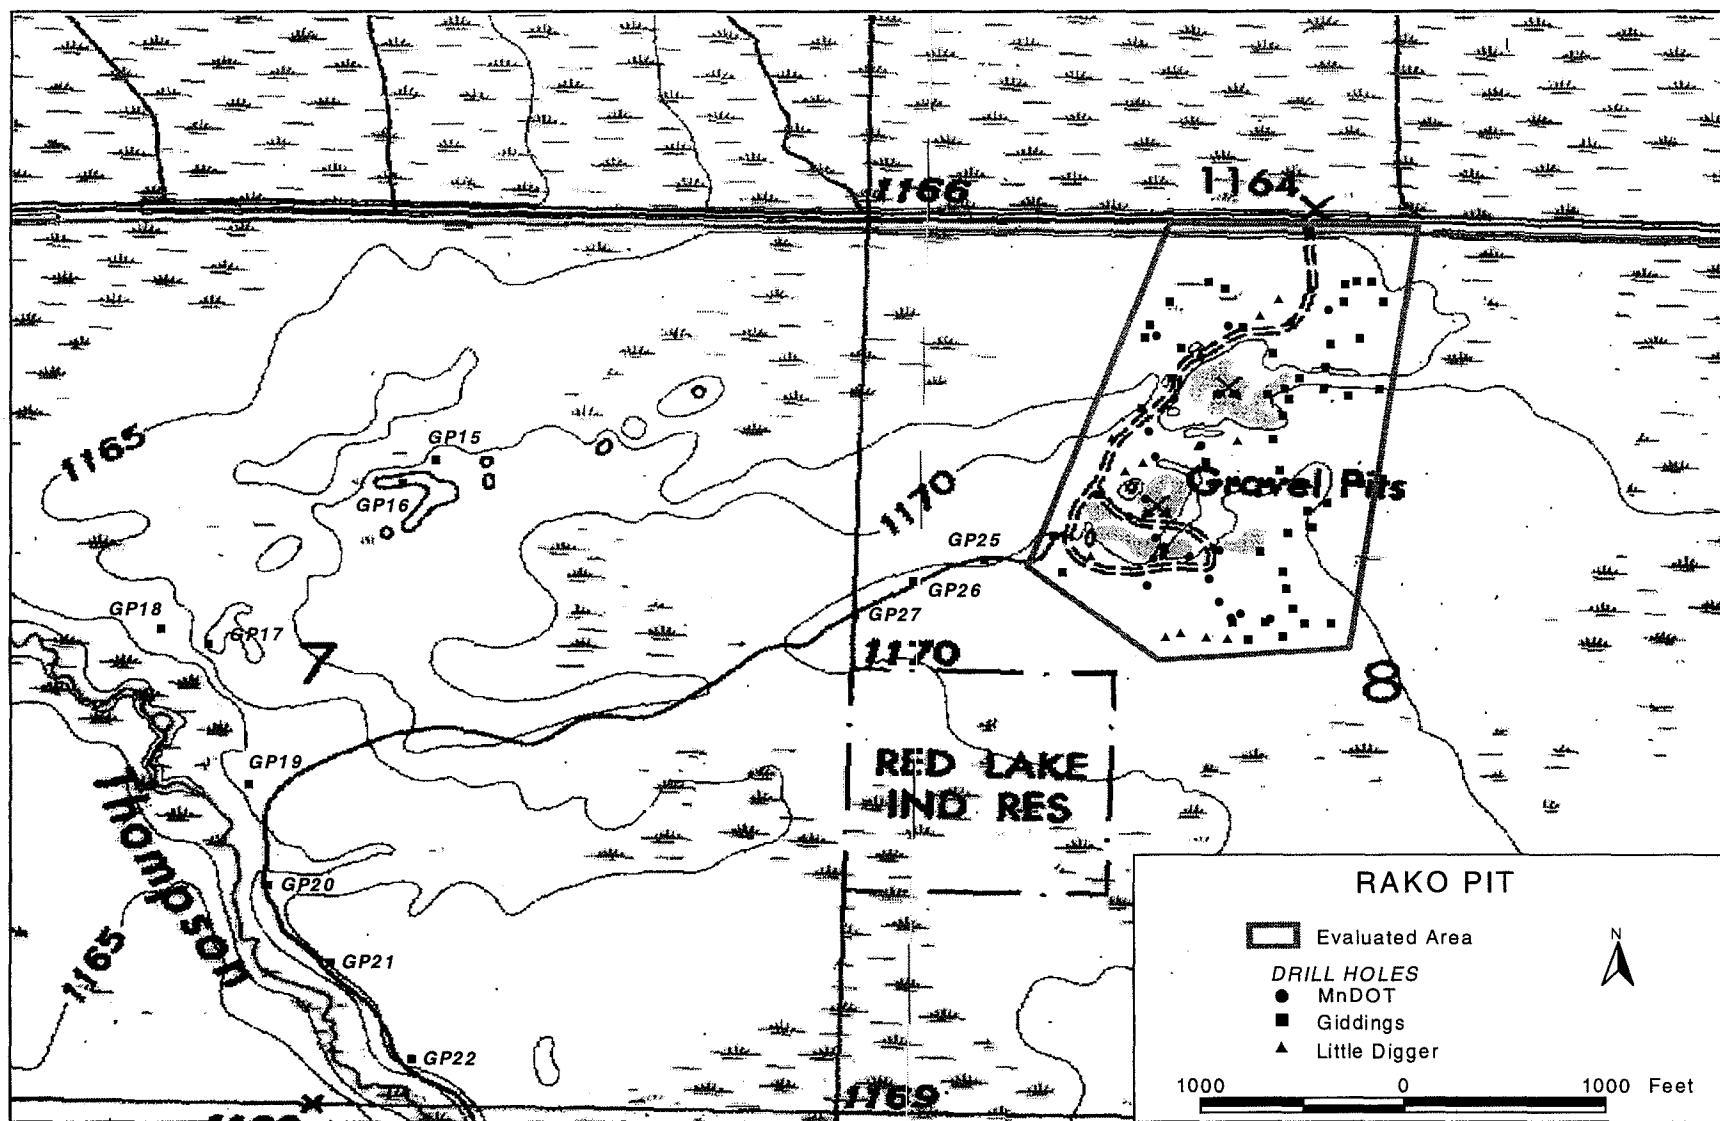 1166
1164
1165
GP15
GP16
1170
Gravel Pits
GP25
GP26
GP27
GP18
GP17
7
1170
8
GP19
RED LAKE
IND RES
Thompson
GP20
1165
GP21
GP22
1169
RAKO PIT
Evaluated Area
N
DRILL HOLES
MnDOT
Giddings
Little Digger
1000 0 1000 Feet